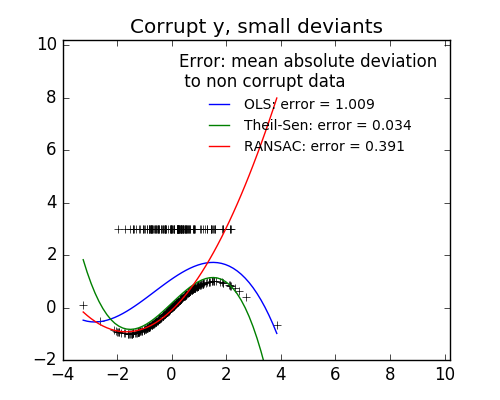 Corrupt y, small deviants
10
8
6
4
2
0
−2
Error: mean absolute deviation
to non corrupt data
OLS: error = 1.009
Theil-Sen: error = 0.034
RANSAC: error = 0.391
−4 −2 0 2 4 6 8 10